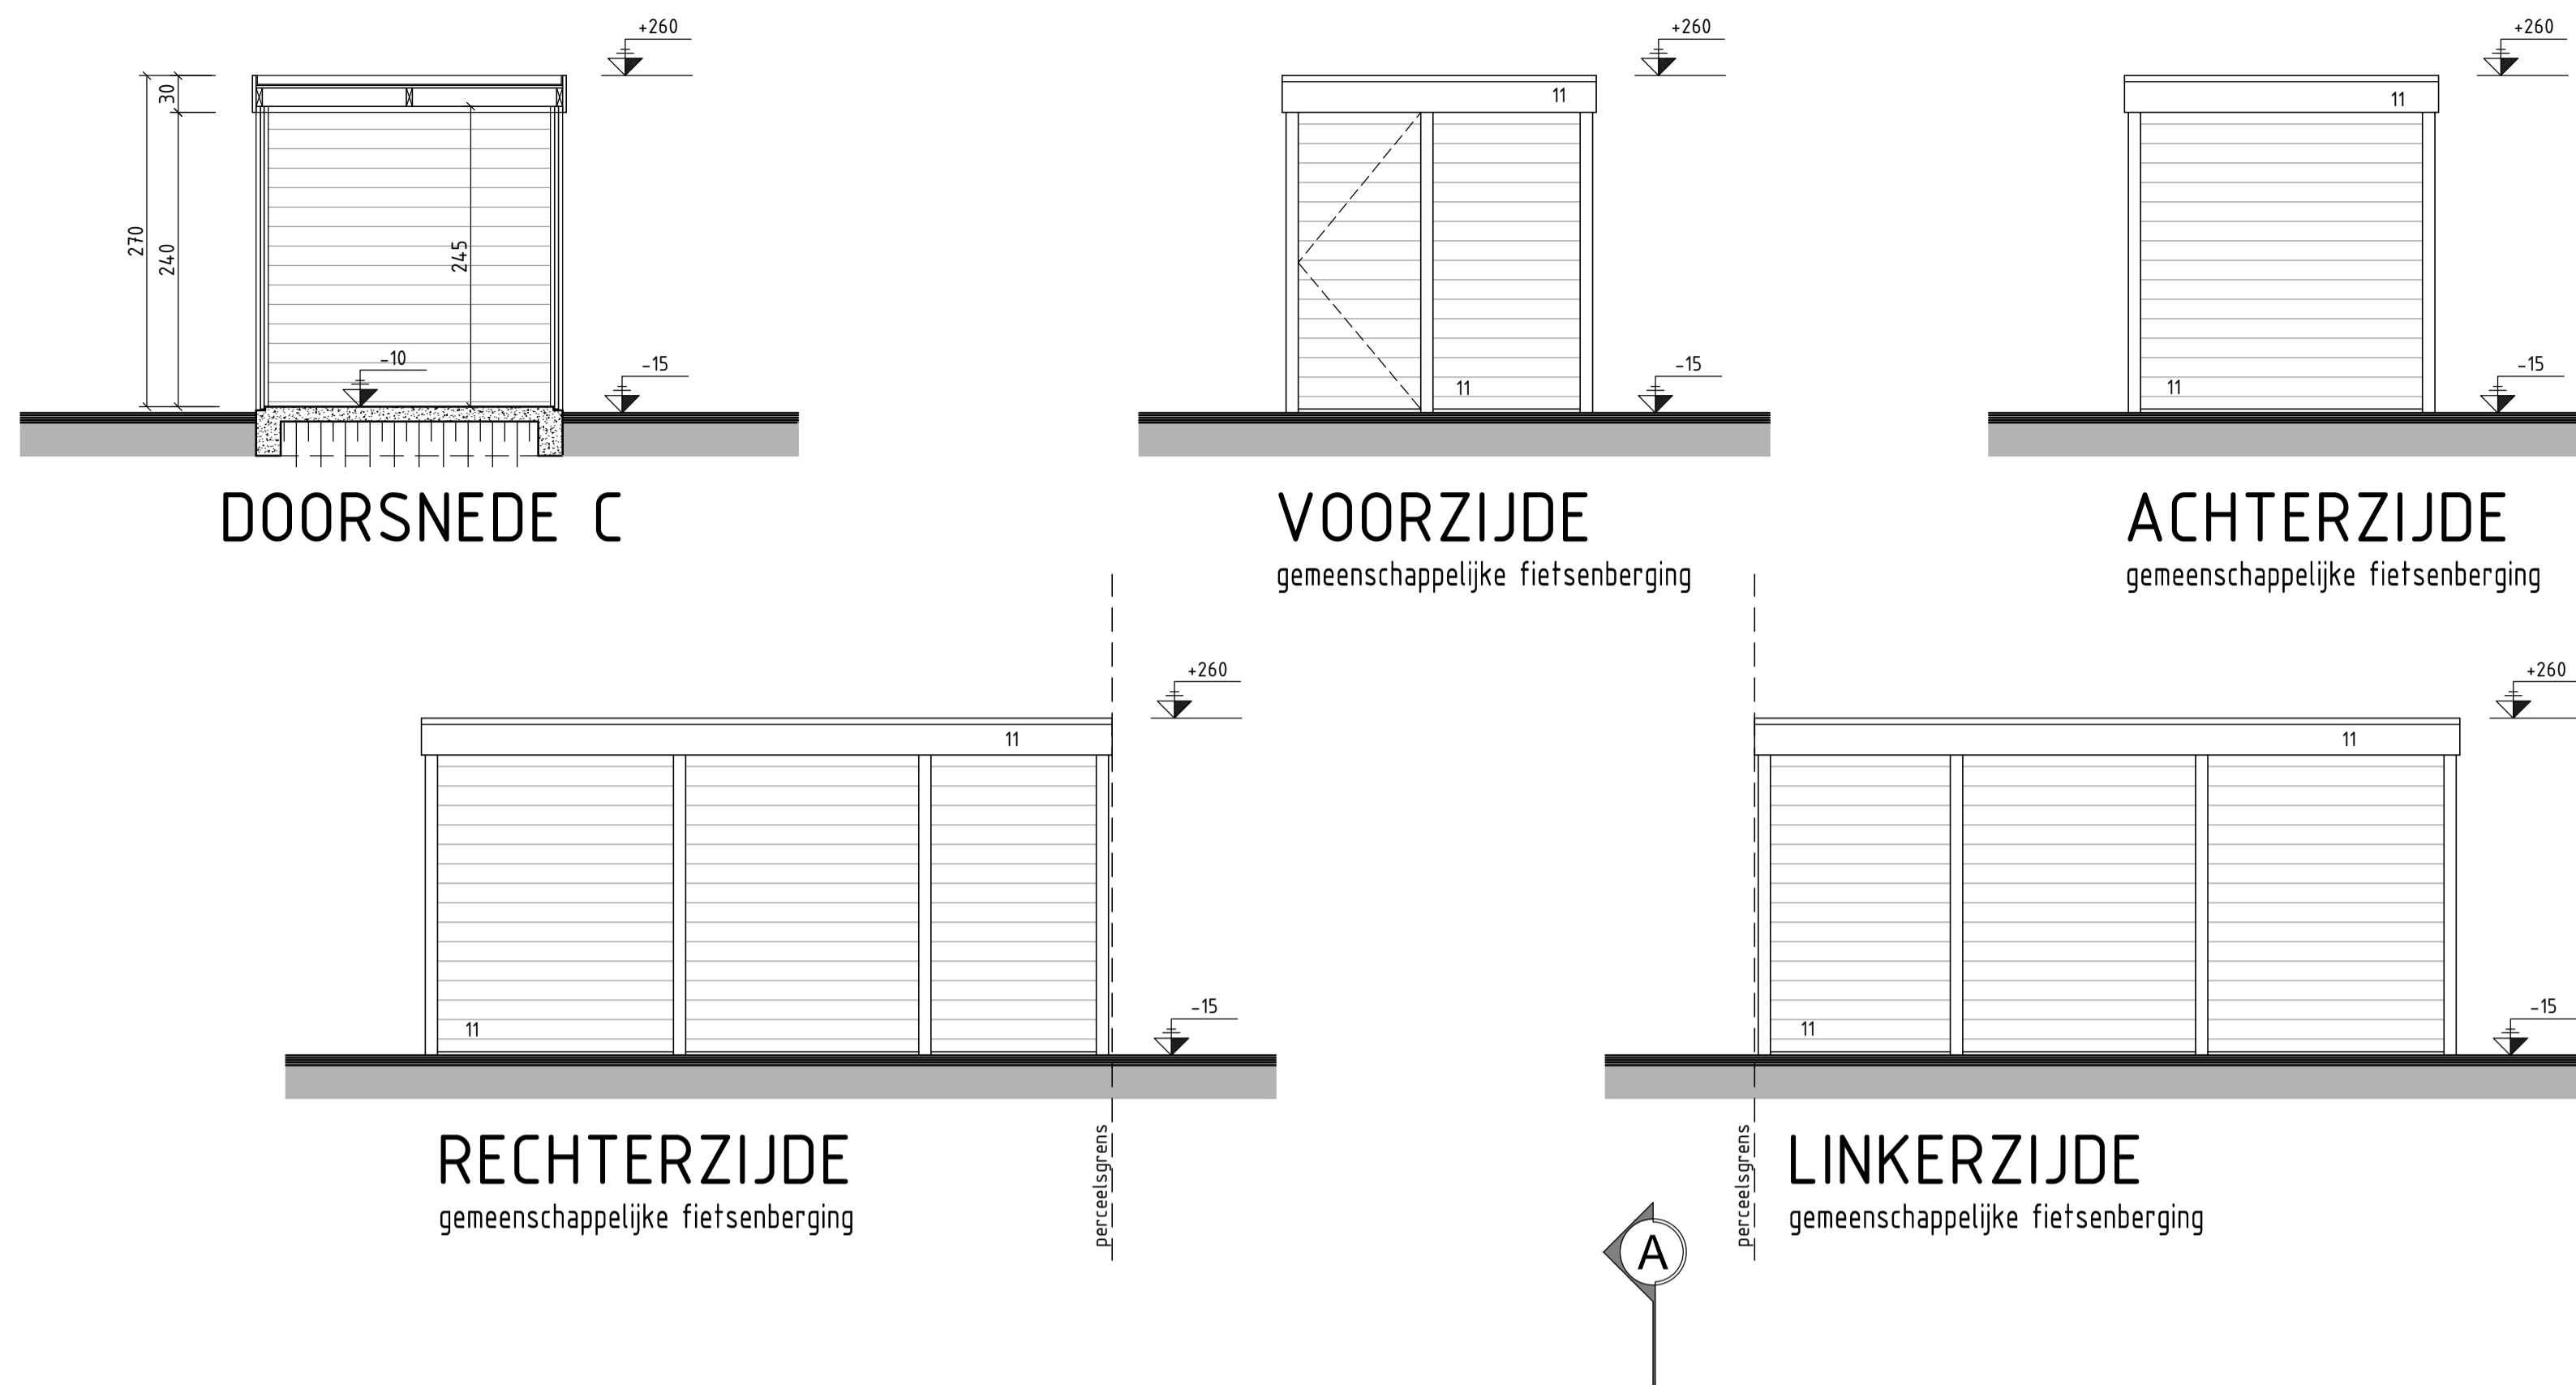 +260
30
270
240
245
-10
-15
DOORSNEDE C
+260
11
11
-15
VOORZIJDE
gemeenschappelijke fietsenberging
+260
11
11
-15
ACHTERZIJDE
gemeenschappelijke fietsenberging
+260
11
11
-15
RECHTERZIJDE
gemeenschappelijke fietsenberging
perceelsgrens
+260
11
11
-15
perceelsgrens
LINKERZIJDE
gemeenschappelijke fietsenberging
A